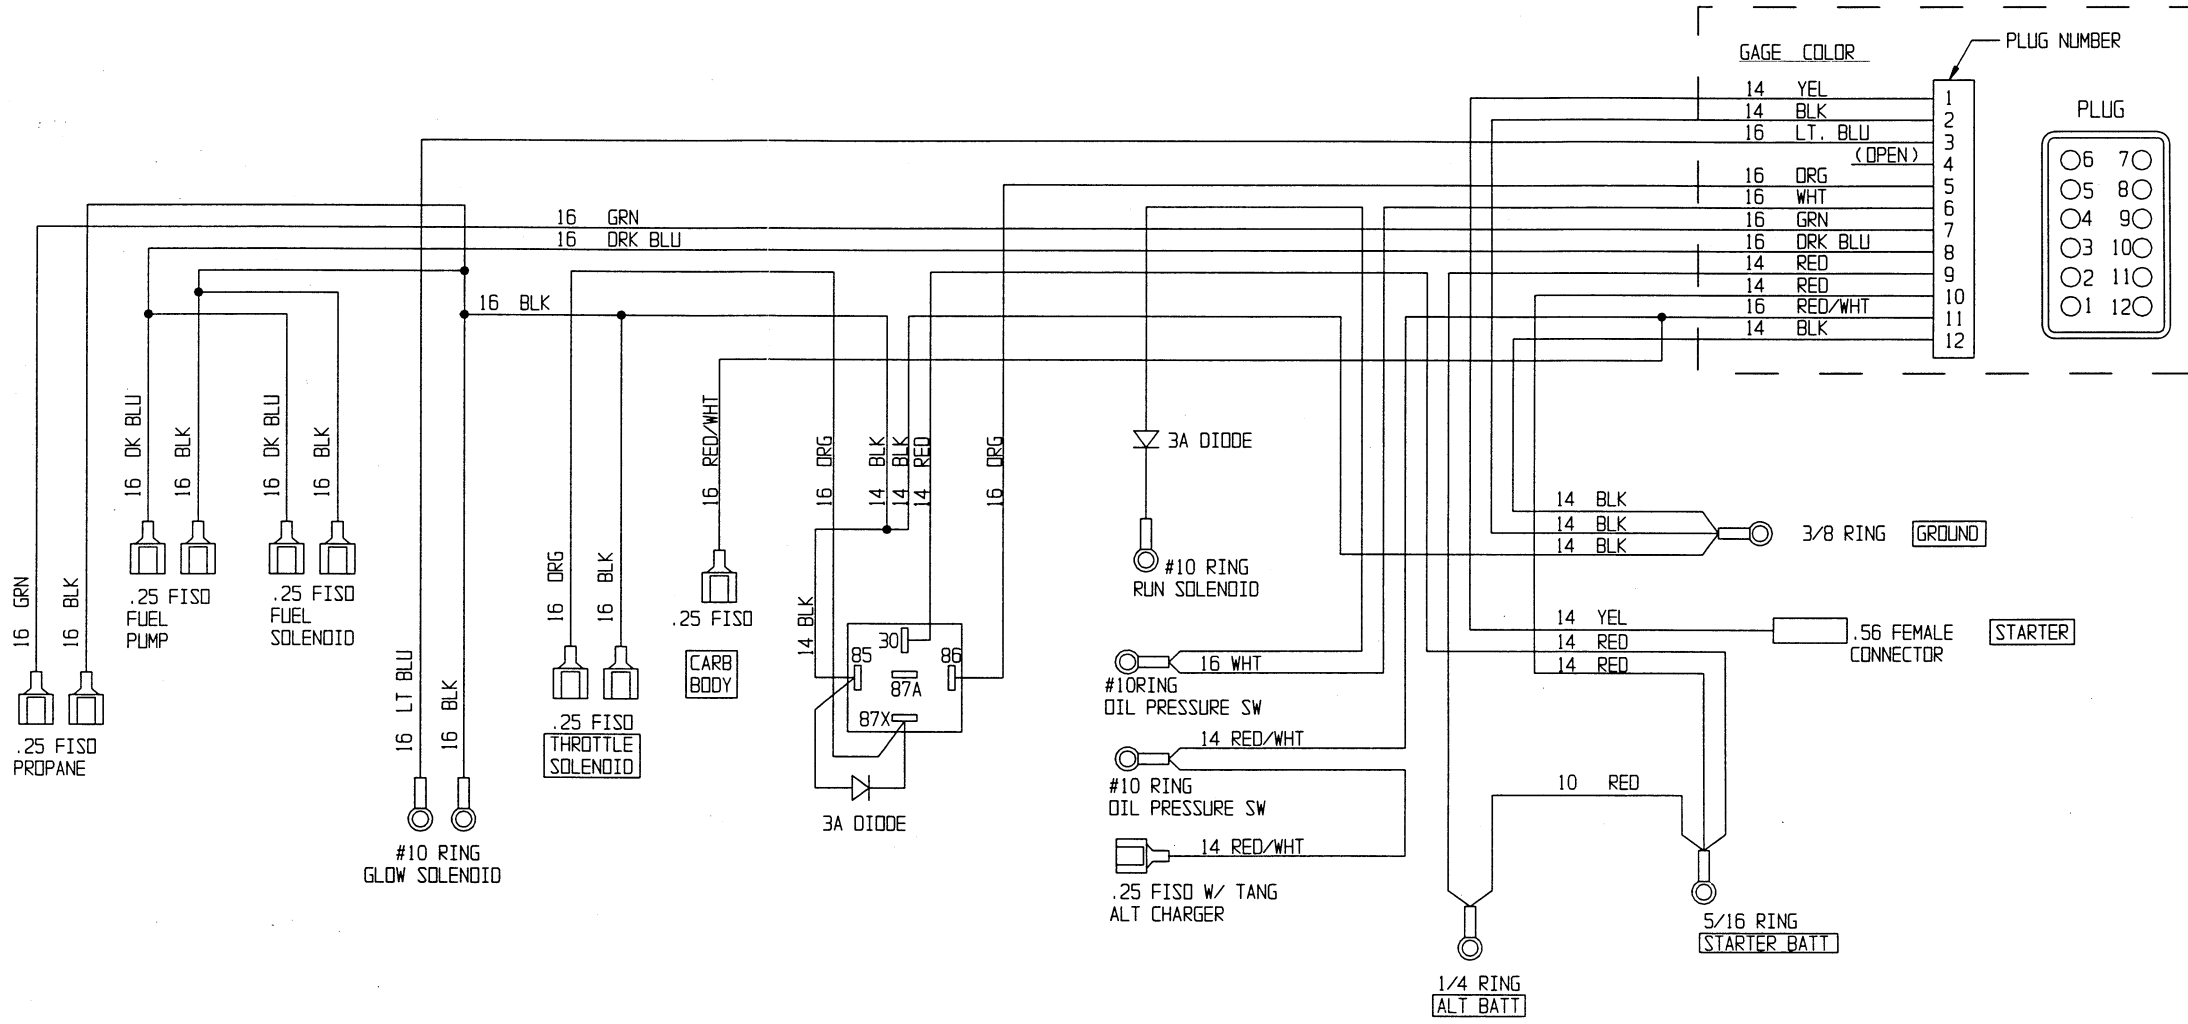 PLUG NUMBER
GAGE COLOR
14 YEL 1
14 BLK 2
16 LT. BLU 3
(OPEN) 4
16 ORG 5
16 WHT 6
16 GRN 7
16 DRK BLU 8
14 RED 9
14 RED 10
16 RED/WHT 11
14 BLK 12
PLUG
6 7
5 8
4 9
3 10
2 11
1 12
16 GRN
16 DRK BLU
16 BLK
16 DK BLU
16 BLK
16 DK BLU
16 BLK
16 RED/WHT
16 ORG
14 BLK
14 BLK
14 RED
16 ORG
3A DIODE
14 BLK
14 BLK
14 BLK
3/8 RING
GROUND
#10 RING
RUN SOLENOID
16 GRN
16 BLK
.25 FISO
FUEL
PUMP
.25 FISO
FUEL
SOLENOID
16 ORG
16 BLK
.25 FISO
CARB
BODY
14 BLK
30
85
86
87A
87X
3A DIODE
14 YEL
14 RED
14 RED
.56 FEMALE
CONNECTOR
STARTER
16 WHT
#10RING
OIL PRESSURE SW
14 RED/WHT
#10 RING
OIL PRESSURE SW
14 RED/WHT
.25 FISO W/ TANG
ALT CHARGER
16 LT BLU
16 BLK
.25 FISO
PROPANE
.25 FISO
THROTTLE
SOLENOID
#10 RING
GLOW SOLENOID
10 RED
5/16 RING
STARTER BATT
1/4 RING
ALT BATT